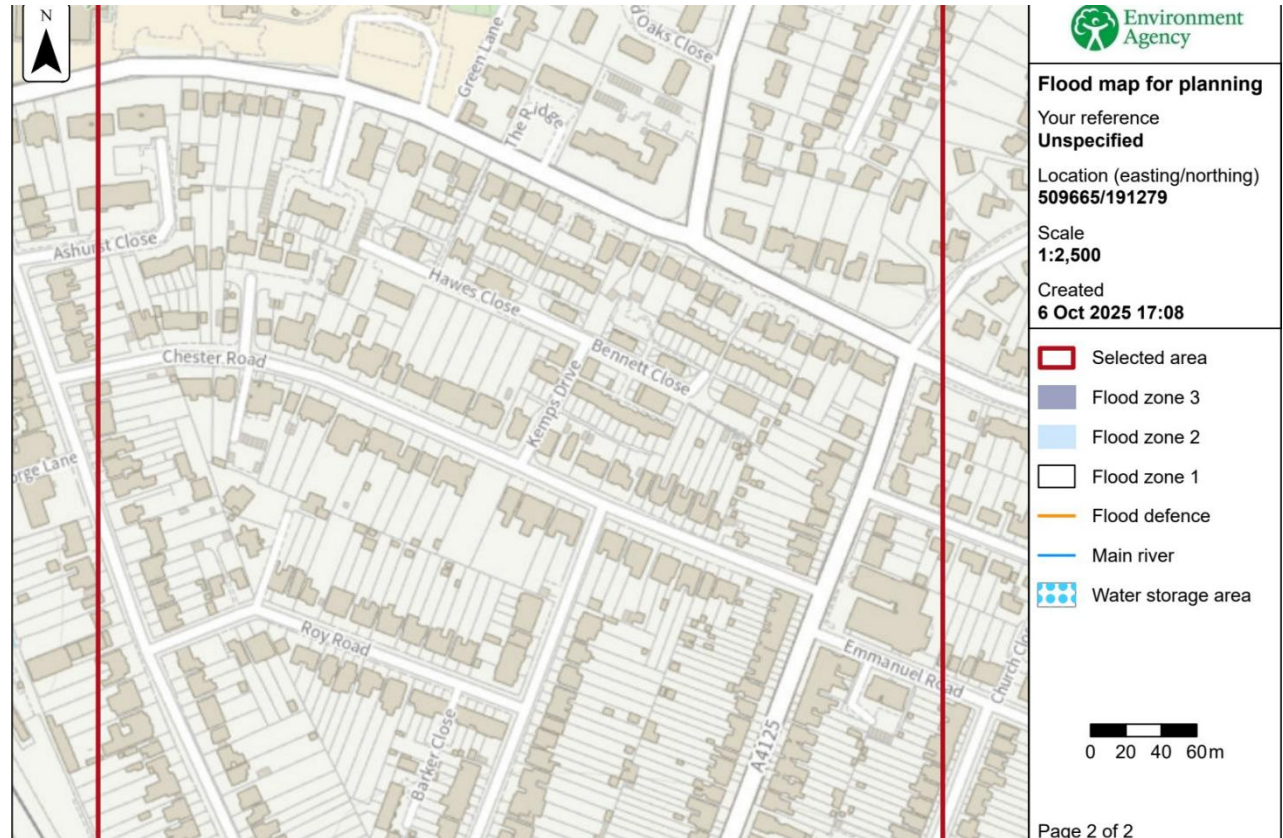 N
Green Lane
d Oaks Close
The Ridge
Ashurst Close
Hawes Close
Bennett Close
Chester Road
Kemps Drive
orge Lane
Roy Road
Barker Close
A4125
Emmanuel Road
Church Clo
Environment
Agency
Flood map for planning
Your reference
Unspecified
Location (easting/northing)
509665/191279
Scale
1:2,500
Created
6 Oct 2025 17:08
Selected area
Flood zone 3
Flood zone 2
Flood zone 1
Flood defence
Main river
Water storage area
0 20 40 60m
Page 2 of 2